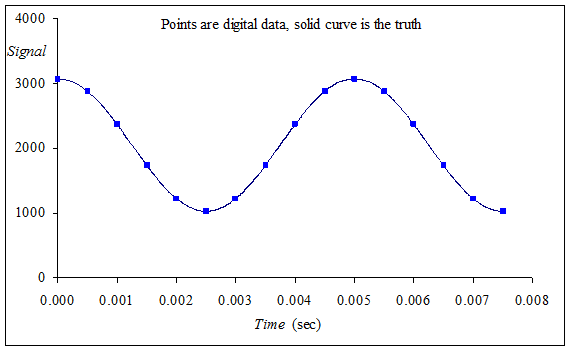 Points are digital data, solid curve is the truth
4000
Signal
3000
2000
1000
0
0.000 0.001 0.002 0.003 0.004 0.005 0.006 0.007 0.008
Time (sec)